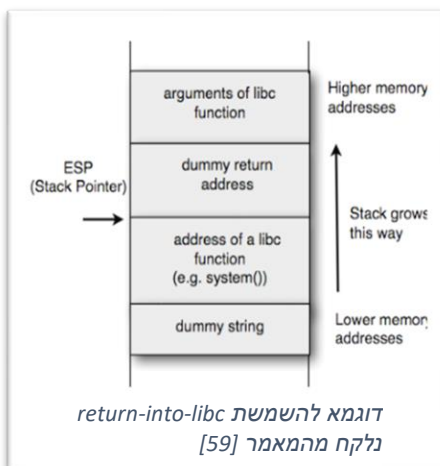 arguments of libc
function
Higher memory
addresses
ESP
(Stack Pointer)
dummy return
address
Stack grows
this way
address of a libc
function
(e.g. system())
dummy string
Lower memor
addresses
דוגמא להשמשת return-into-libc
נלקח מהמאמר [59]